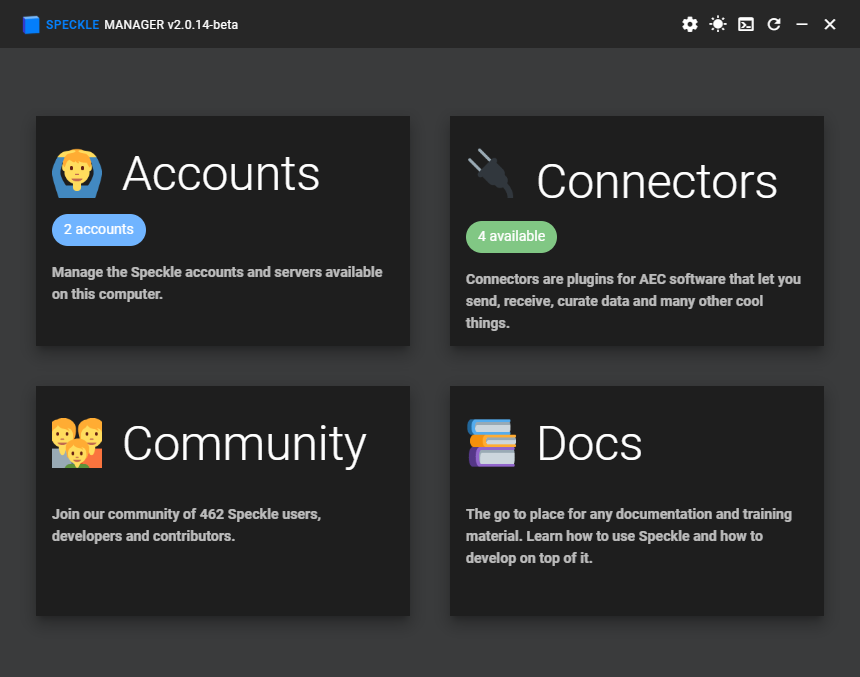 SPECKLE MANAGER v2.0.14-beta
Accounts
2 accounts
Manage the Speckle accounts and servers available
on this computer.
Connectors
4 available
Connectors are plugins for AEC software that let you
send, receive, curate data and many other cool
things.
Community
Join our community of 462 Speckle users,
developers and contributors.
Docs
The go to place for any documentation and training
material. Learn how to use Speckle and how to
develop on top of it.